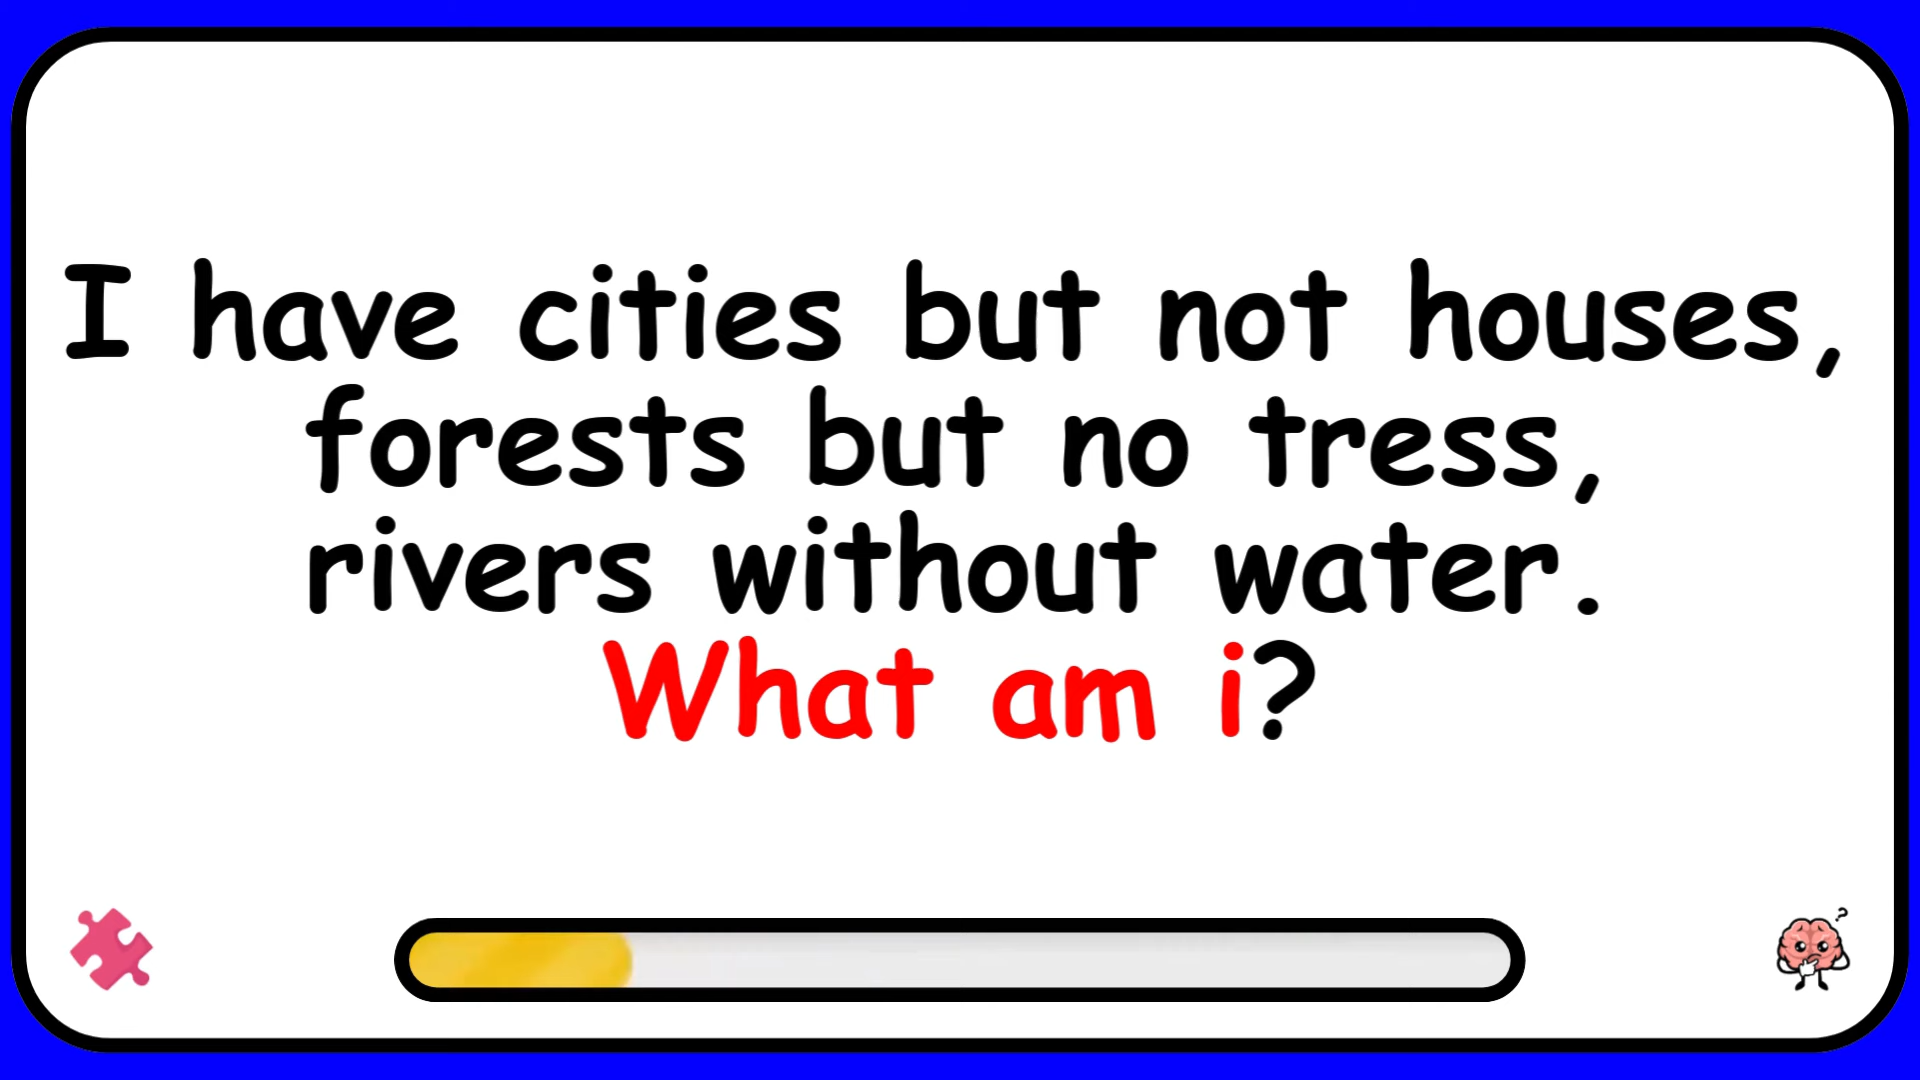 I have cities but not houses,
forests but no tress,
rivers without water.
What am i?
?